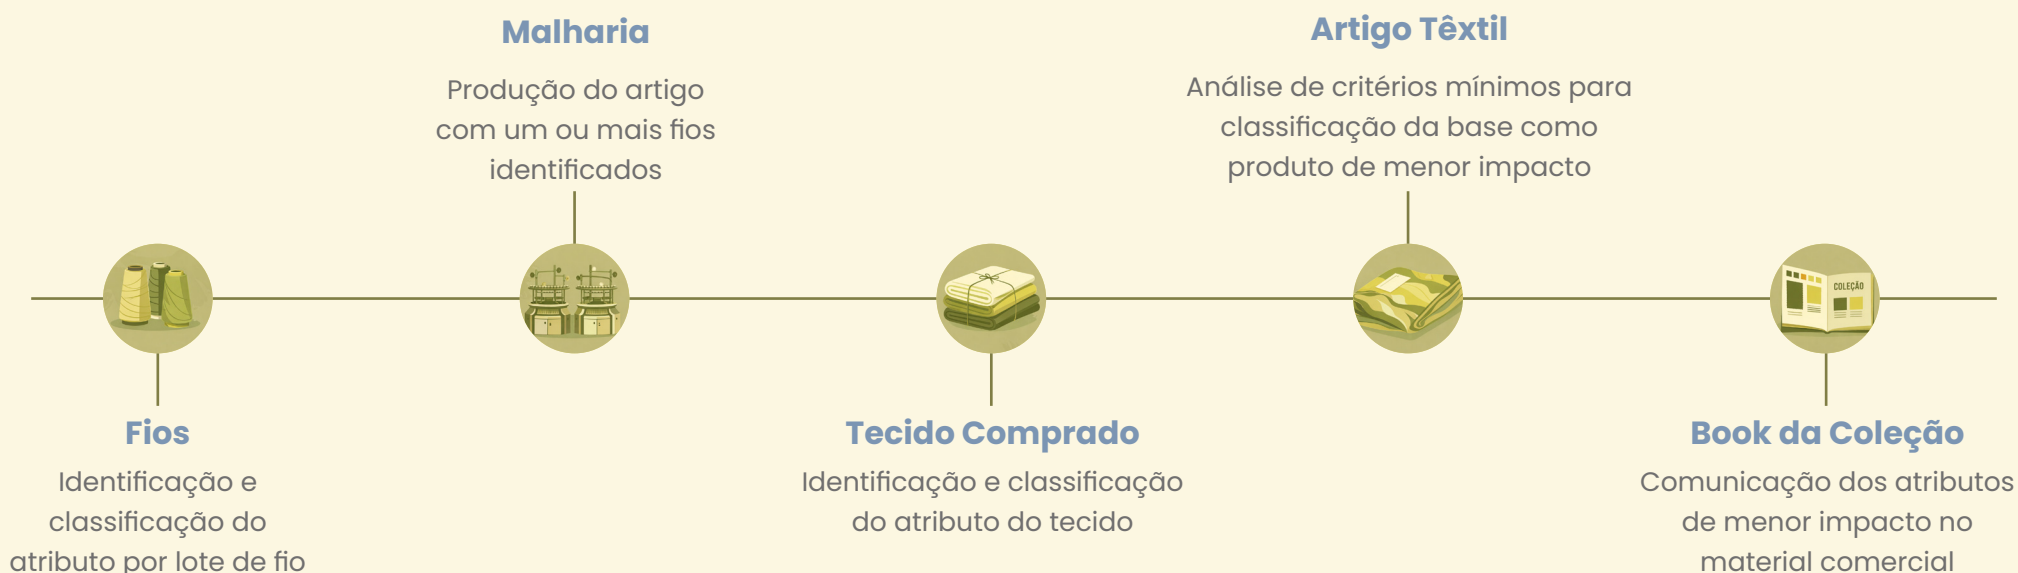 Malharia
Produção do artigo
com um ou mais fios
identificados
Artigo Têxtil
Análise de critérios mínimos para
classificação da base como
produto de menor impacto
COLEÇÃO
Fios
Identificação e
classificação do
atributo por lote de fio
Tecido Comprado
Identificação e classificação
do atributo do tecido
Book da Coleção
Comunicação dos atributos
de menor impacto no
material comercial